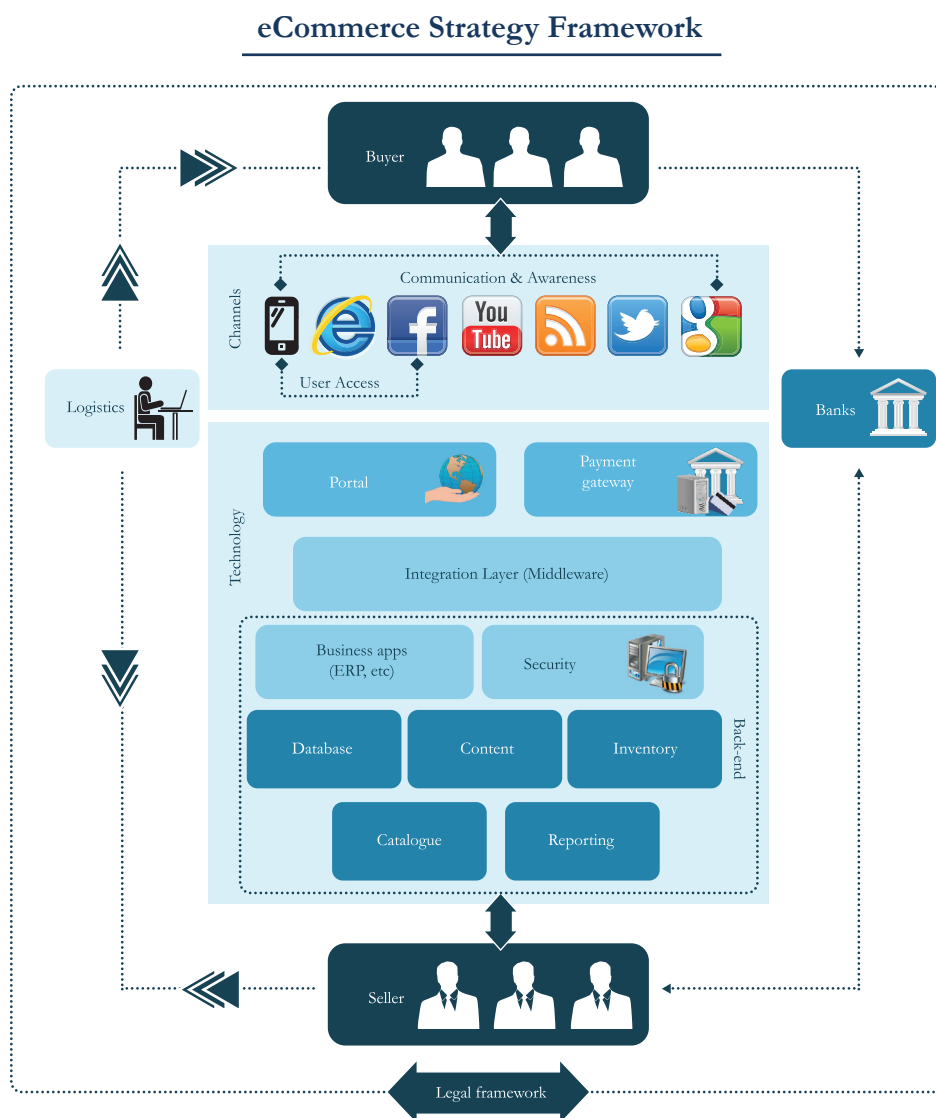 eCommerce Strategy Framework
Buyer
Channels
Communication & Awareness
You
Tube
f
g
User Access
Logistics
Banks
Technology
Portal
Payment
gateway
Integration Layer (Middleware)
Business apps
(ERP, etc)
Security
Back-end
Database
Content
Inventory
Catalogue
Reporting
Seller
Legal framework